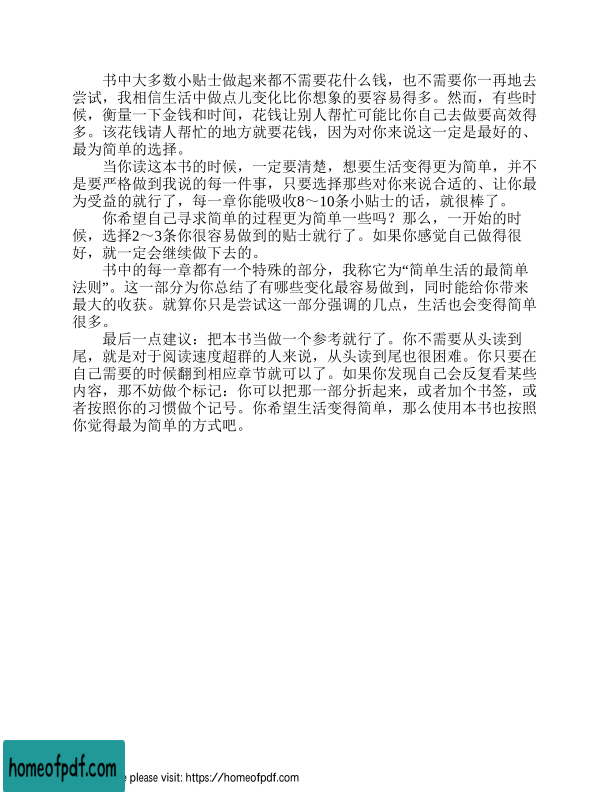 书中大多数小贴士做起来都不需要花什么钱，也不需要你一再地去
尝试，我相信生活中做点儿变化比你想象的要容易得多。然而，有些时
候，衡量一下金钱和时间，花钱让别人帮忙可能比你自己去做要高效得
多。该花钱请人帮忙的地方就要花钱，因为对你来说这一定是最好的、
最为简单的选择。
当你读这本书的时候，一定要清楚，想要生活变得更为简单，并不
是要严格做到我说的每一件事，只要选择那些对你来说合适的、让你最
为受益的就行了，每一章你能吸收8～10条小贴士的话，就很棒了。
你希望自己寻求简单的过程更为简单一些吗？那么，一开始的时
候，选择2～3条你很容易做到的贴士就行了。如果你感觉自己做得很
好，就一定会继续做下去的。
书中的每一章都有一个特殊的部分，我称它为“简单生活的最简单
法则”。这一部分为你总结了有哪些变化最容易做到，同时能给你带来
最大的收获。就算你只是尝试这一部分强调的几点，生活也会变得简单
很多。
最后一点建议：把本书当做一个参考就行了。你不需要从头读到
尾，就是对于阅读速度超群的人来说，从头读到尾也很困难。你只要在
自己需要的时候翻到相应章节就可以了。如果你发现自己会反复看某些
内容，那不妨做个标记：你可以把那一部分折起来，或者加个书签，或
者按照你的习惯做个记号。你希望生活变得简单，那么使用本书也按照
你觉得最为简单的方式吧。
homeofpdf.com
e please visit: https://homeofpdf.com